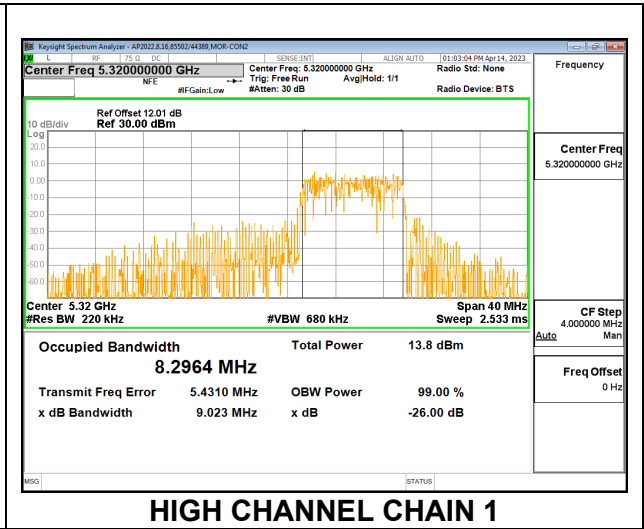 Keysight Spectrum Analyzer - AP2022.8.16,85502/44389,MOR-CON2
LXI L RF 75 Ω DC SENSE:INT ALIGN AUTO 01:03:04 PM Apr 14, 2023
Center Freq 5.320000000 GHz Center Freq: 5.320000000 GHz Radio Std: None Frequency
NFE Trig: Free Run Avg|Hold: 1/1
#IFGain:Low #Atten: 30 dB Radio Device: BTS
Ref Offset 12.01 dB
10 dB/div Ref 30.00 dBm
Log
20.0
10.0
0.00
-10.0
-20.0
-30.0
-40.0
-50.0
-60.0
Center Freq
5.320000000 GHz
Center 5.32 GHz Span 40 MHz
#Res BW 220 kHz #VBW 680 kHz Sweep 2.533 ms
CF Step
4.000000 MHz
Auto Man
Occupied Bandwidth Total Power 13.8 dBm
8.2964 MHz
Freq Offset
0 Hz
Transmit Freq Error 5.4310 MHz OBW Power 99.00 %
x dB Bandwidth 9.023 MHz x dB -26.00 dB
MSG STATUS
HIGH CHANNEL CHAIN 1